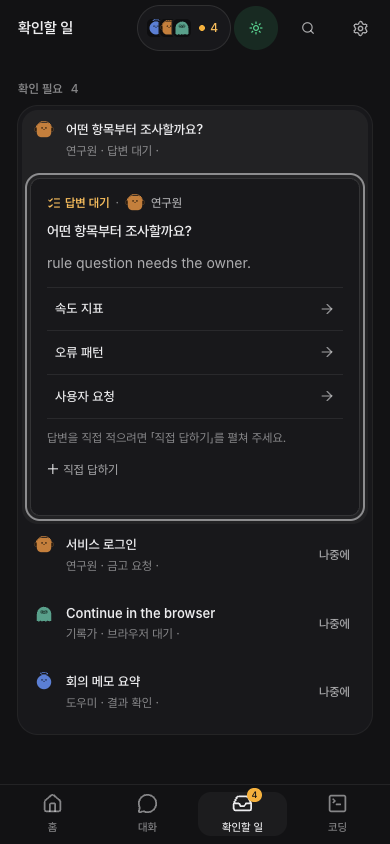 확인할 일
4
확인 필요 4
어떤 항목부터 조사할까요?
연구원 · 답변 대기 ·
답변 대기 · 연구원
어떤 항목부터 조사할까요?
rule question needs the owner.
속도 지표
오류 패턴
사용자 요청
답변을 직접 적으려면 「직접 답하기」를 펼쳐 주세요.
직접 답하기
서비스 로그인
연구원 · 금고 요청 ·
나중에
Continue in the browser
기록가 · 브라우저 대기 ·
나중에
회의 메모 요약
도우미 · 결과 확인 ·
나중에
4
홈 대화 확인할 일 코딩